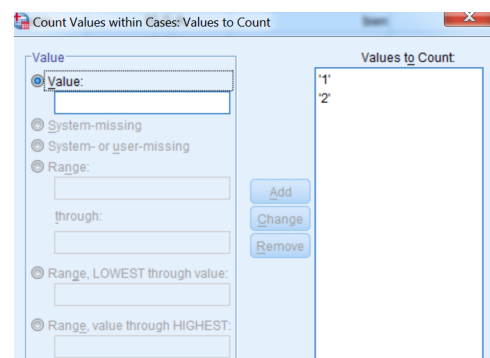 Count Values within Cases: Values to Count
Value
Value:
System-missing
System- or user-missing
Range:
through:
Range, LOWEST through value:
Range, value through HIGHEST:
Add
Change
Remove
Values to Count:
'1'
'2'